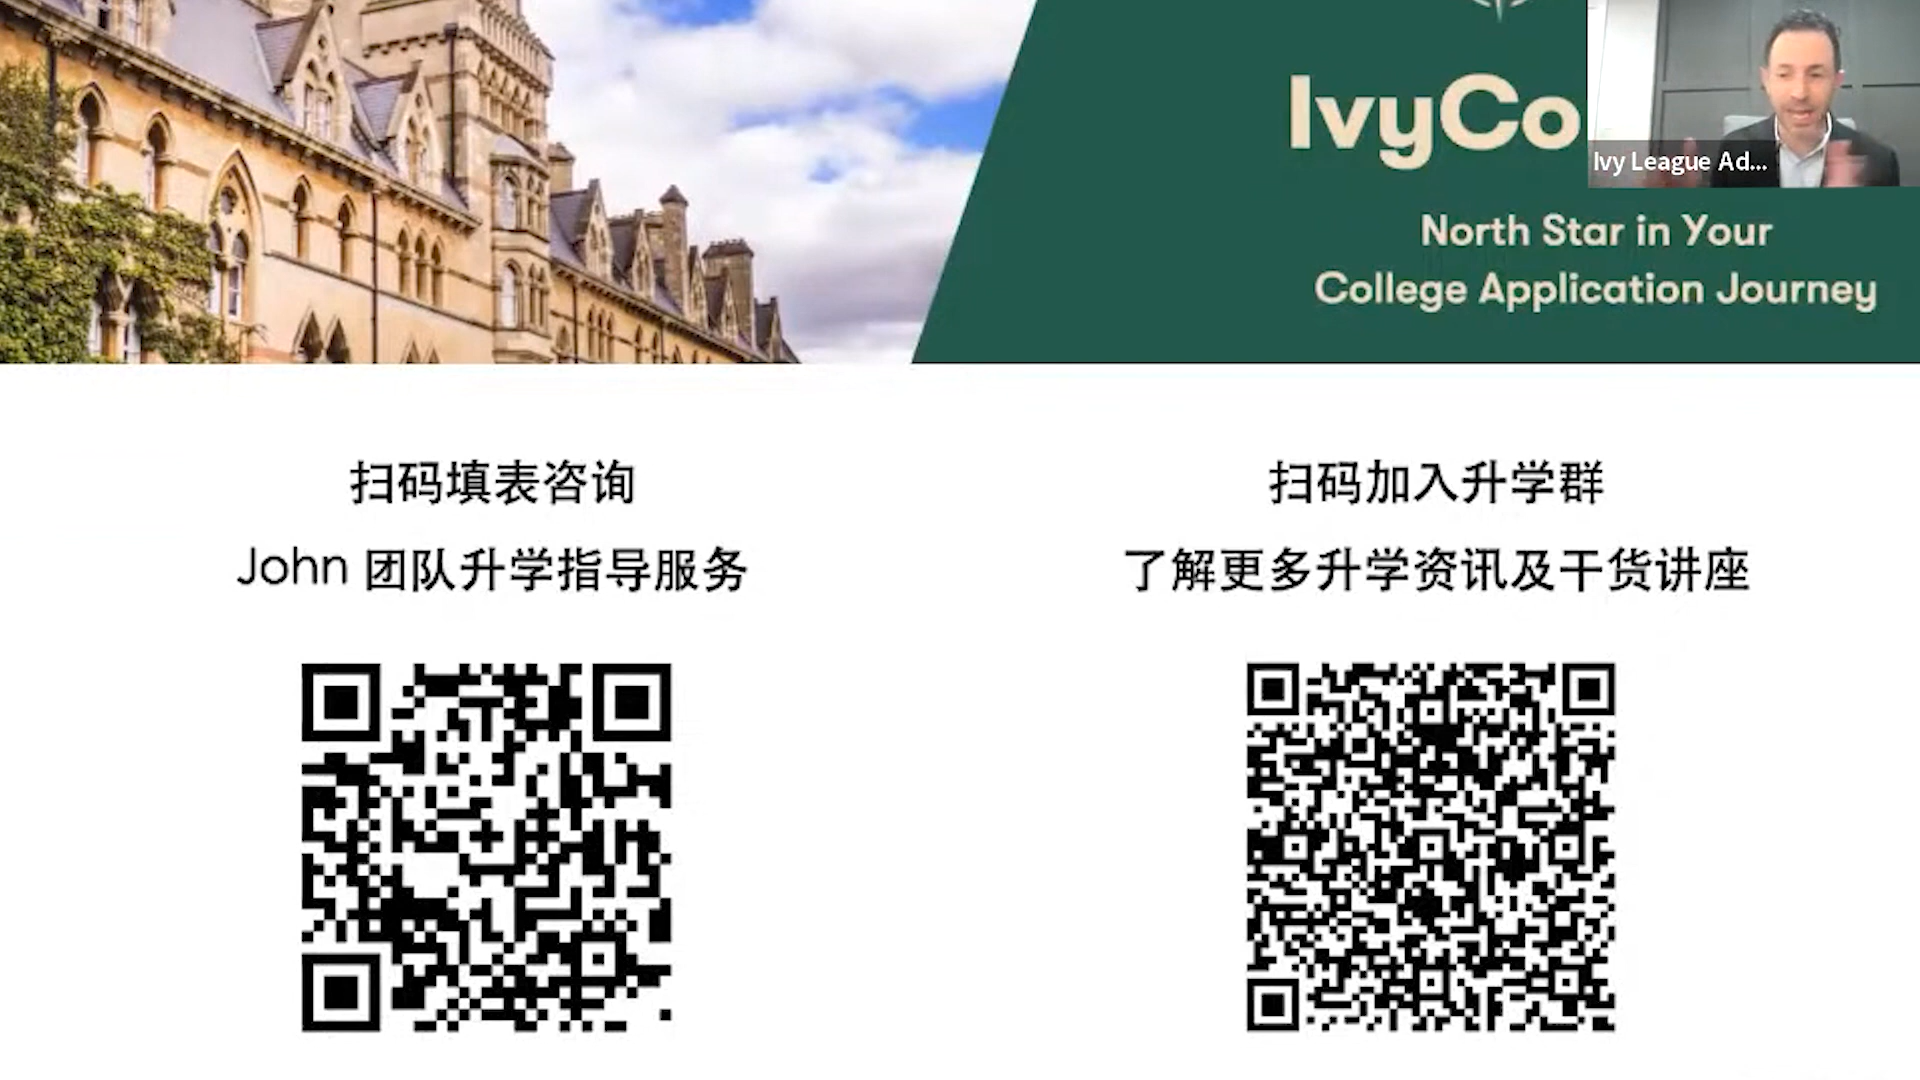 IvyCo
Ivy League Ad...
North Star in Your
College Application Journey
扫码填表咨询
John 团队升学指导服务
扫码加入升学群
了解更多升学资讯及干货讲座